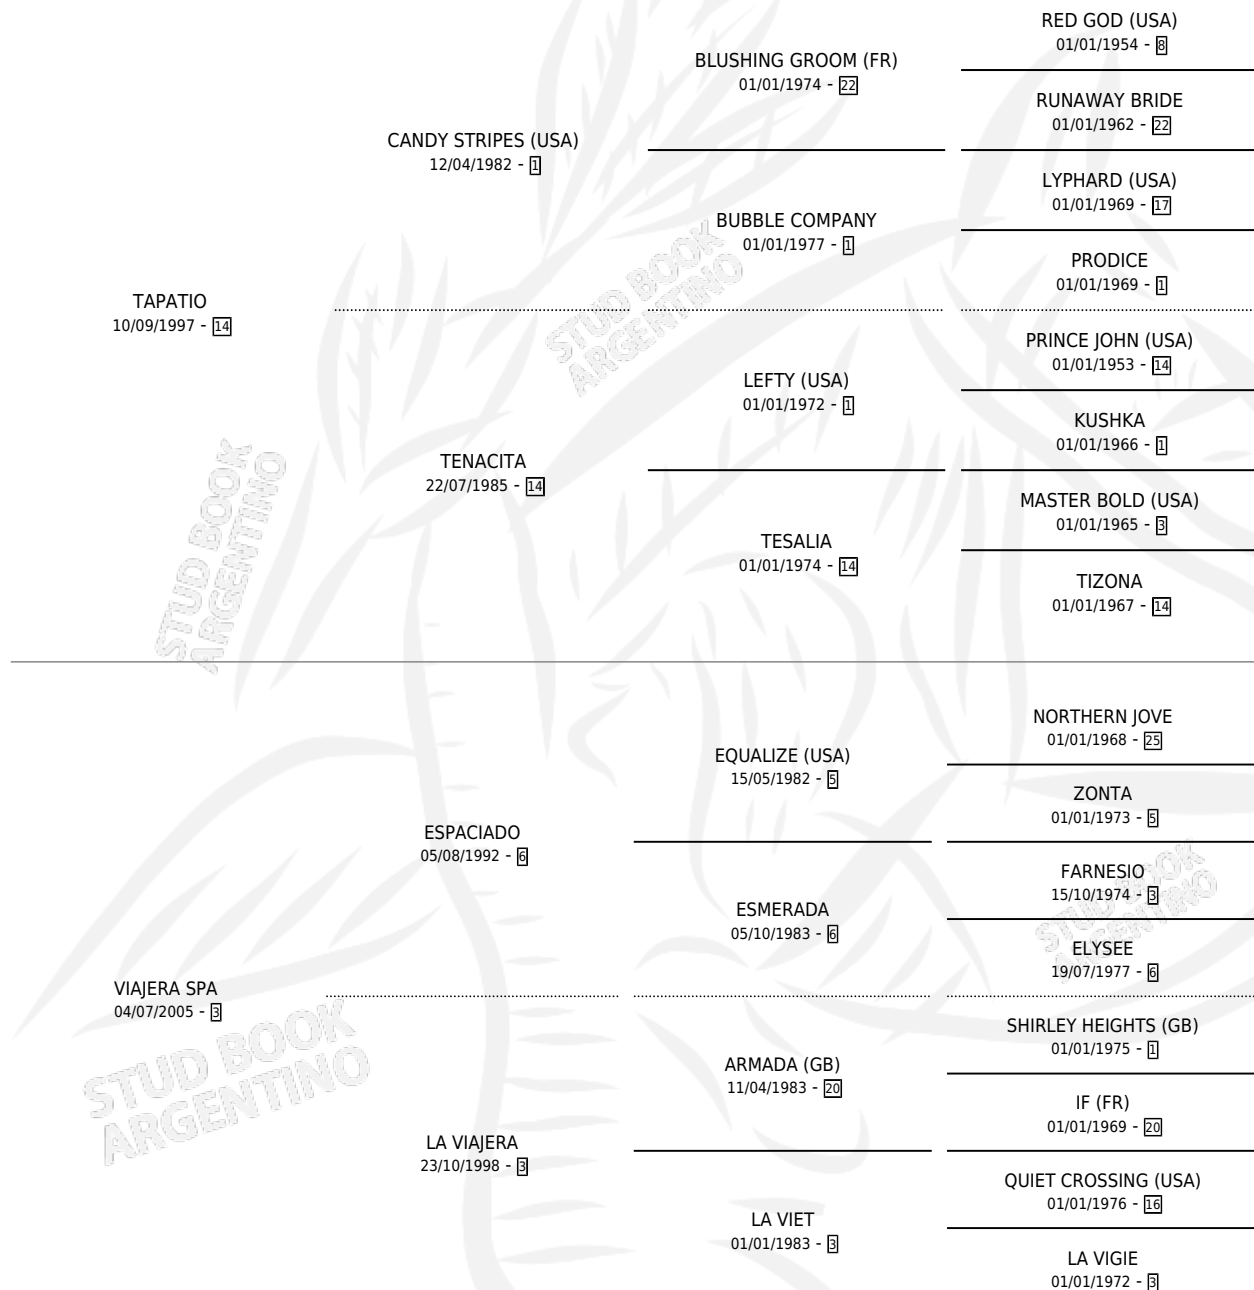 RED GOD (USA)
01/01/1954 - 8
BLUSHING GROOM (FR)
01/01/1974 - 22
RUNAWAY BRIDE
01/01/1962 - 22
CANDY STRIPES (USA)
12/04/1982 - 1
LYPHARD (USA)
01/01/1969 - 17
BUBBLE COMPANY
01/01/1977 - 1
PRODICE
01/01/1969 - 1
TAPATIO
10/09/1997 - 14
STUD BOOK
ARGENTINO
PRINCE JOHN (USA)
01/01/1953 - 14
LEFTY (USA)
01/01/1972 - 1
KUSHKA
01/01/1966 - 1
TENACITA
22/07/1985 - 14
MASTER BOLD (USA)
01/01/1965 - 3
TESALIA
01/01/1974 - 14
TIZONA
01/01/1967 - 14
STUD BOOK
ARGENTINO
NORTHERN JOVE
01/01/1968 - 25
EQUALIZE (USA)
15/05/1982 - 5
ZONTA
01/01/1973 - 5
ESPACIADO
05/08/1992 - 6
FARNESIO
15/10/1974 - 3
ESMERADA
05/10/1983 - 6
ELYSEE
19/07/1977 - 6
STUD BOOK
ARGENTINO
VIAJERA SPA
04/07/2005 - 3
STUD BOOK
ARGENTINO
SHIRLEY HEIGHTS (GB)
01/01/1975 - 1
ARMADA (GB)
11/04/1983 - 20
IF (FR)
01/01/1969 - 20
LA VIAJERA
23/10/1998 - 3
QUIET CROSSING (USA)
01/01/1976 - 16
LA VIET
01/01/1983 - 3
LA VIGIE
01/01/1972 - 3